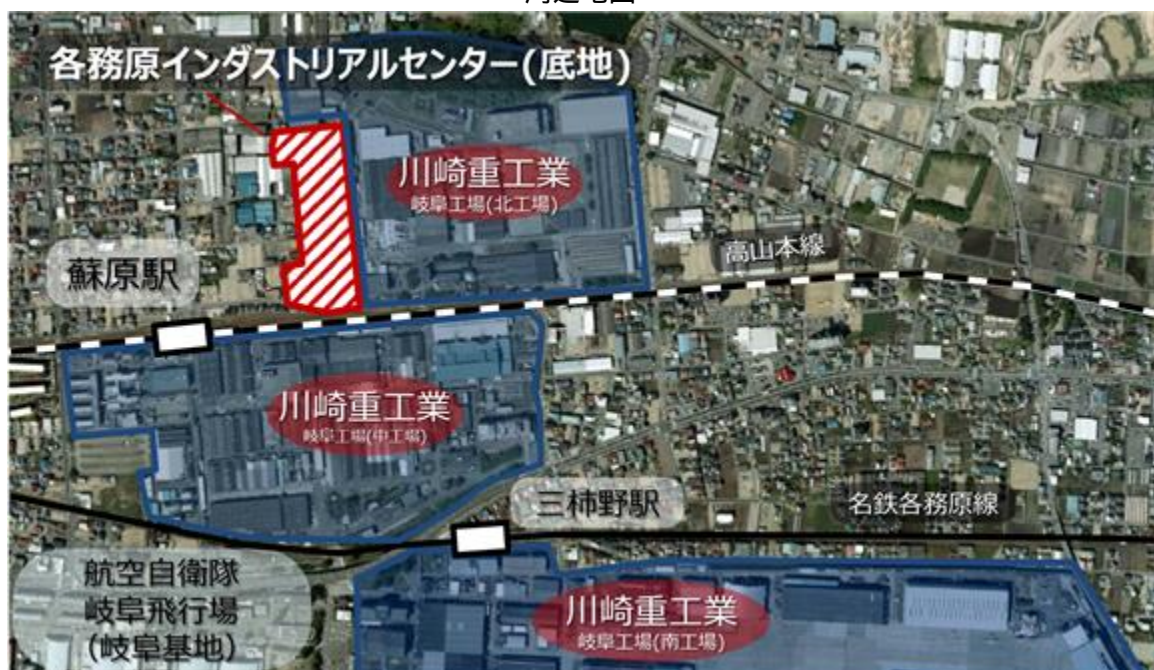 各務原インダストリアルセンター(底地)
川崎重工業
岐阜工場(北工場)
高山本線
蘇原駅
川崎重工業
岐阜工場(中工場)
三柿野駅
名鉄各務原線
航空自衛隊
岐阜飛行場
(岐阜基地)
川崎重工業
岐阜工場(南工場)